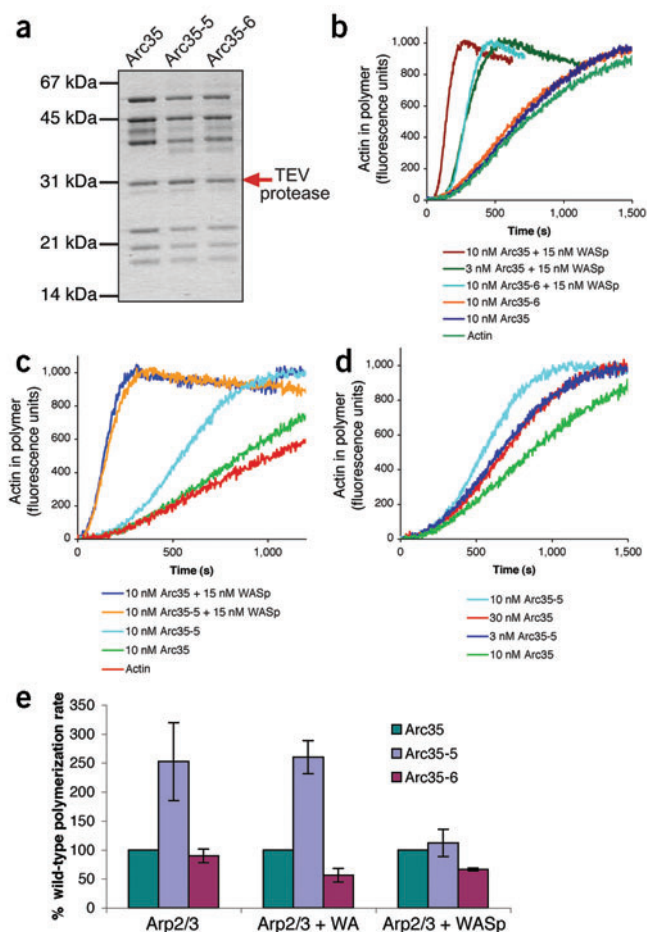 a
Arc35
Arc35-5
Arc35-6
67 kDa
45 kDa
31 kDa
21 kDa
14 kDa
TEV
protease
b
Actin in polymer
(fluorescence units)
1,000
800
600
400
200
0
0
500
1,000
1,500
Time (s)
10 nM Arc35 + 15 nM WASp
3 nM Arc35 + 15 nM WASp
10 nM Arc35-6 + 15 nM WASp
10 nM Arc35-6
10 nM Arc35
Actin
c
Actin in polymer
(fluorescence units)
1,000
800
600
400
200
0
0
500
1,000
Time (s)
10 nM Arc35 + 15 nM WASp
10 nM Arc35-5 + 15 nM WASp
10 nM Arc35-5
10 nM Arc35
Actin
d
Actin in polymer
(fluorescence units)
1,000
800
600
400
200
0
0
500
1,000
1,500
Time (s)
10 nM Arc35-5
30 nM Arc35
3 nM Arc35-5
10 nM Arc35
e
% wild-type polymerization rate
350
300
250
200
150
100
50
0
Arc35
Arc35-5
Arc35-6
Arp2/3
Arp2/3 + WA
Arp2/3 + WASp